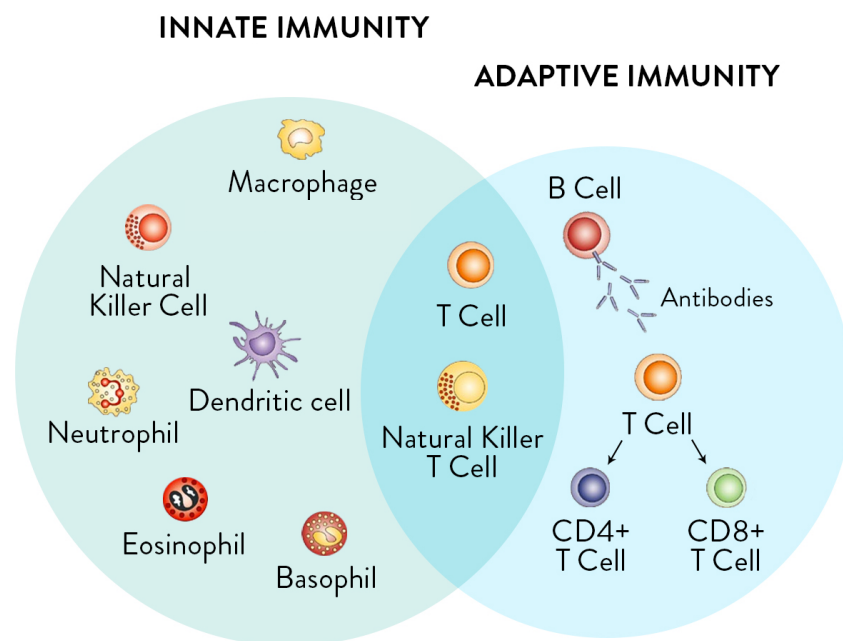 INNATE IMMUNITY
ADAPTIVE IMMUNITY
Macrophage
Natural
Killer Cell
Dendritic cell
Neutrophil
Eosinophil
Basophil
T Cell
Natural Killer
T Cell
B Cell
Antibodies
T Cell
CD4+
T Cell
CD8+
T Cell